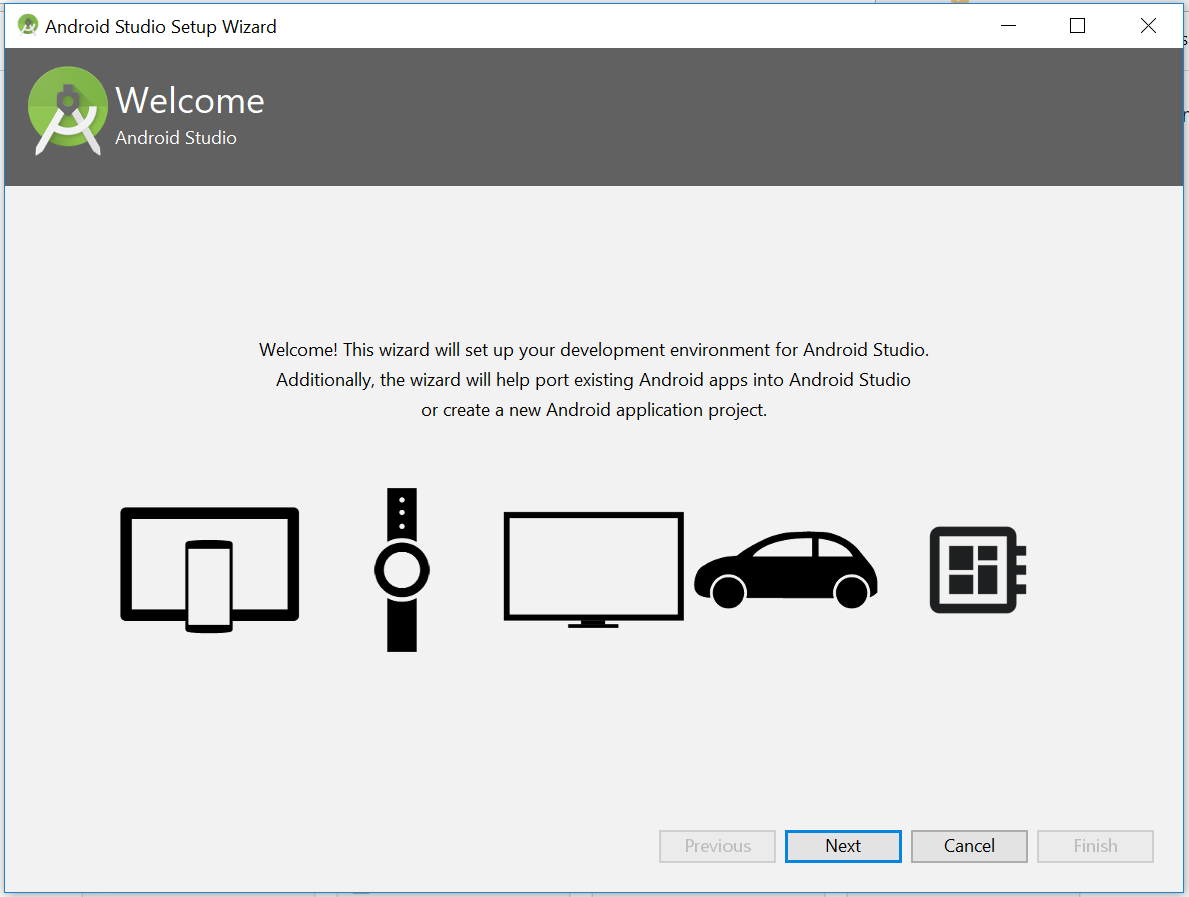 Android Studio Setup Wizard
Welcome
Android Studio
Welcome! This wizard will set up your development environment for Android Studio.
Additionally, the wizard will help port existing Android apps into Android Studio
or create a new Android application project.
Previous
Next
Cancel
Finish